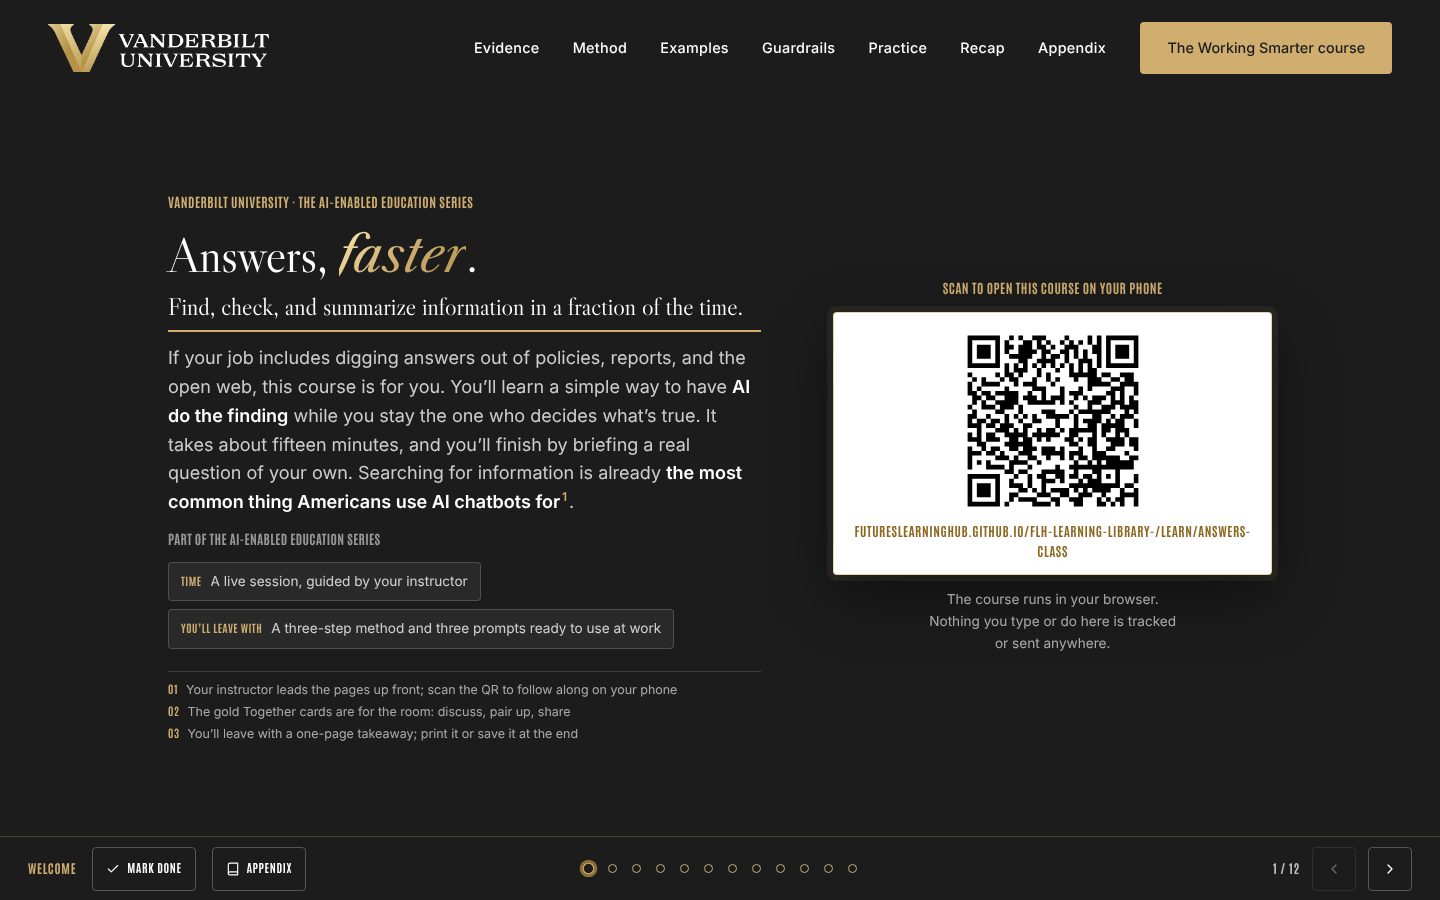 VANDERBILT
UNIVERSITY
Evidence
Method
Examples
Guardrails
Practice
Recap
Appendix
The Working Smarter course
VANDERBILT UNIVERSITY · THE AI-ENABLED EDUCATION SERIES
Answers, faster.
Find, check, and summarize information in a fraction of the time.
If your job includes digging answers out of policies, reports, and the
open web, this course is for you. You’ll learn a simple way to have AI
do the finding while you stay the one who decides what’s true. It
takes about fifteen minutes, and you’ll finish by briefing a real
question of your own. Searching for information is already the most
common thing Americans use AI chatbots for1.
PART OF THE AI-ENABLED EDUCATION SERIES
TIME A live session, guided by your instructor
YOU’LL LEAVE WITH A three-step method and three prompts ready to use at work
01 Your instructor leads the pages up front; scan the QR to follow along on your phone
02 The gold Together cards are for the room: discuss, pair up, share
03 You’ll leave with a one-page takeaway; print it or save it at the end
SCAN TO OPEN THIS COURSE ON YOUR PHONE
FUTURESLEARNINGHUB.GITHUB.IO/FLH-LEARNING-LIBRARY-/LEARN/ANSWERS-
CLASS
The course runs in your browser.
Nothing you type or do here is tracked
or sent anywhere.
WELCOME
MARK DONE
APPENDIX
1 / 12